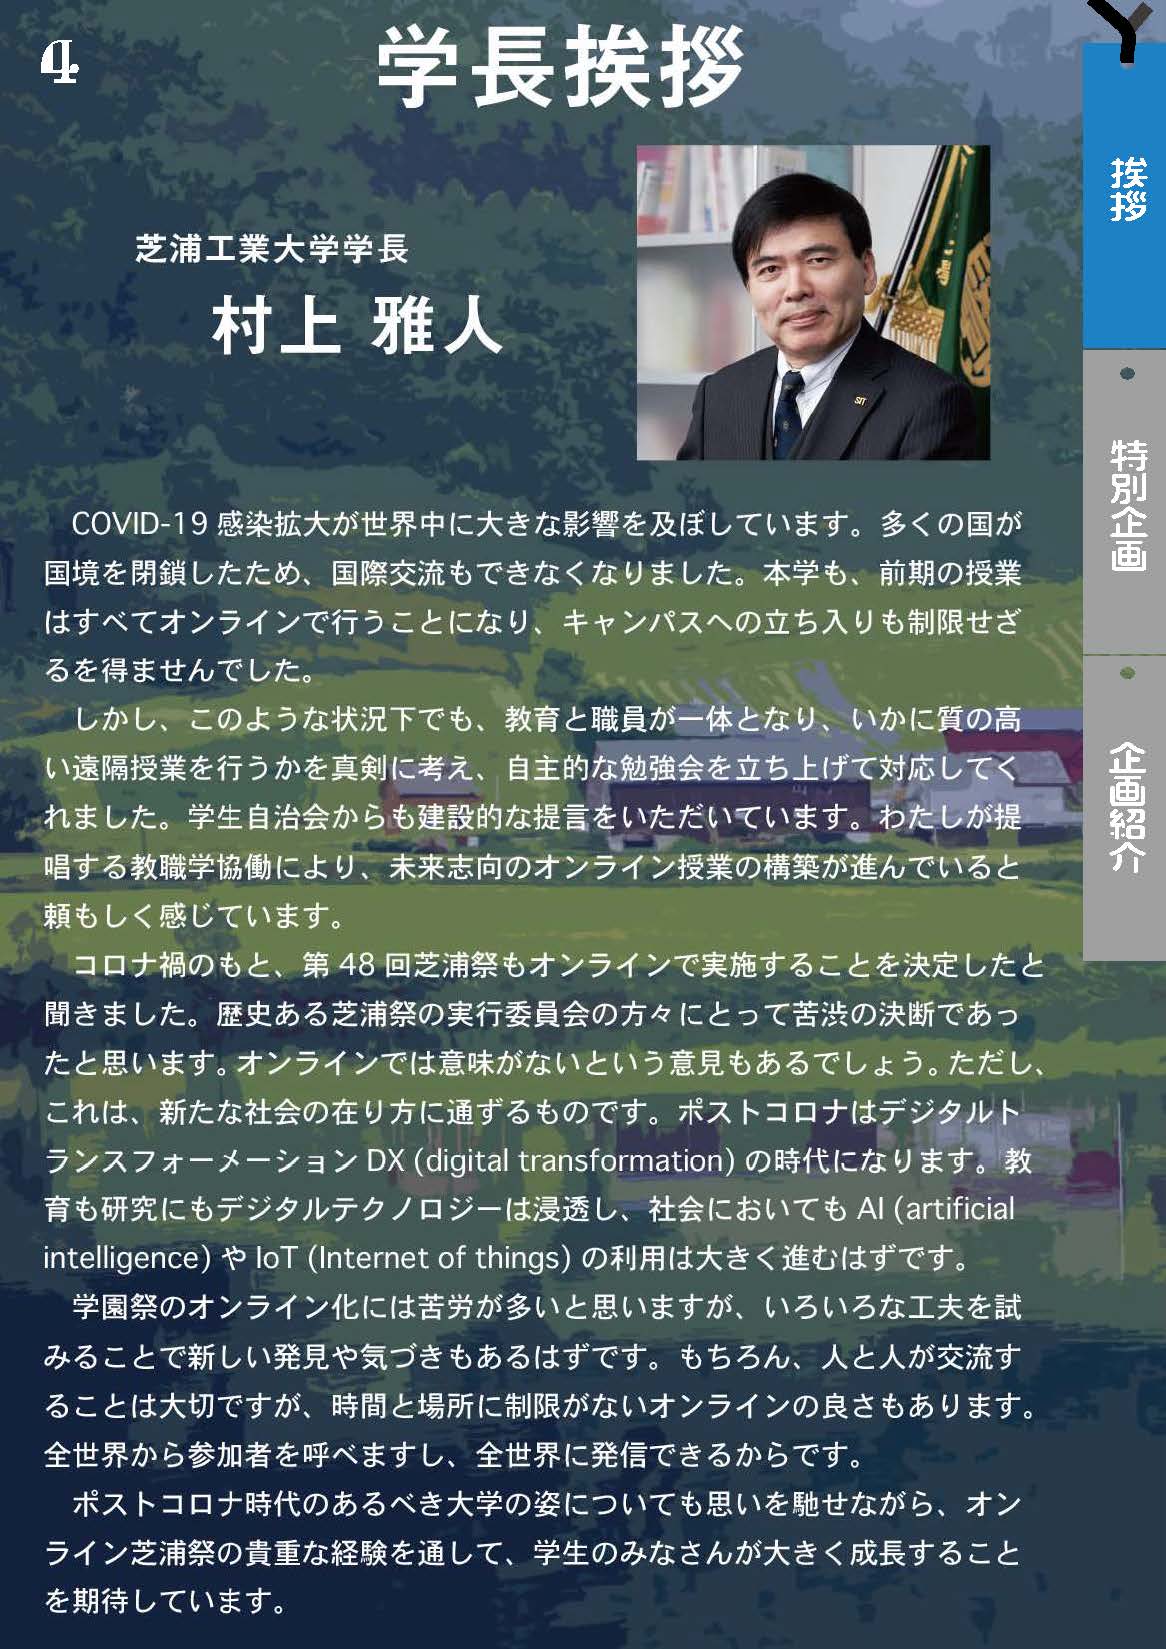 4
学長挨拶
芝浦工業大学学長
村上 雅人
SIT
COVID-19 感染拡大が世界中に大きな影響を及ぼしています。多くの国が
国境を閉鎖したため、国際交流もできなくなりました。本学も、前期の授業
はすべてオンラインで行うことになり、キャンパスへの立ち入りも制限せざ
るを得ませんでした。
しかし、このような状況下でも、教育と職員が一体となり、いかに質の高
い遠隔授業を行うかを真剣に考え、自主的な勉強会を立ち上げて対応してく
れました。学生自治会からも建設的な提言をいただいています。わたしが提
唱する教職学協働により、未来志向のオンライン授業の構築が進んでいると
頼もしく感じています。
コロナ禍のもと、第 48 回芝浦祭もオンラインで実施することを決定したと
聞きました。歴史ある芝浦祭の実行委員会の方々にとって苦渋の決断であっ
たと思います。オンラインでは意味がないという意見もあるでしょう。ただし、
これは、新たな社会の在り方に通ずるものです。ポストコロナはデジタルト
ランスフォーメーション DX (digital transformation) の時代になります。教
育も研究にもデジタルテクノロジーは浸透し、社会においても AI (artificial
intelligence) や IoT (Internet of things) の利用は大きく進むはずです。
学園祭のオンライン化には苦労が多いと思いますが、いろいろな工夫を試
みることで新しい発見や気づきもあるはずです。もちろん、人と人が交流す
ることは大切ですが、時間と場所に制限がないオンラインの良さもあります。
全世界から参加者を呼べますし、全世界に発信できるからです。
ポストコロナ時代のあるべき大学の姿についても思いを馳せながら、オン
ライン芝浦祭の貴重な経験を通して、学生のみなさんが大きく成長すること
を期待しています。
挨拶
特別企画
企画紹介